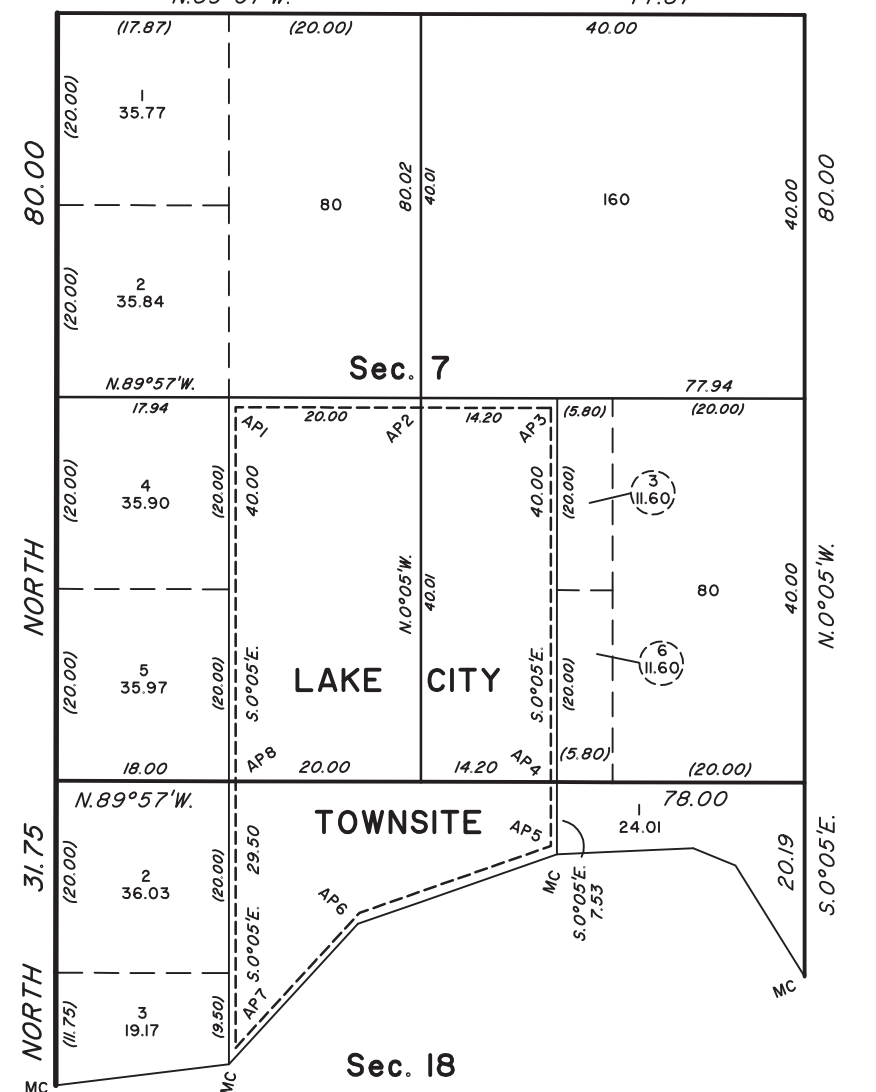 (17.87)
(20.00)
40.00
1
35.77
(20.00)
80.00
80
80.02
40.01
160
40.00
80.00
2
35.84
(20.00)
Sec. 7
N.89°57'W.
77.94
17.94
AP1
20.00
AP2
14.20
AP3
(5.80)
(20.00)
4
35.90
(20.00)
(20.00)
40.00
40.00
(20.00)
3
11.60
NORTH
N.0°05'W.
40.01
80
40.00
N.0°05'W.
5
35.97
(20.00)
(20.00)
S.0°05'E.
LAKE CITY
S.0°05'E.
(20.00)
6
11.60
18.00
AP8
20.00
14.20
AP4
(5.80)
(20.00)
N.89°57'W.
78.00
TOWNSITE
AP5
1
24.01
31.75
(20.00)
2
36.03
(20.00)
29.50
AP6
MC
S.0°05'E.
7.53
20.19
S.0°05'E.
S.0°05'E.
AP7
MC
NORTH
(11.75)
3
19.17
(9.50)
Sec. 18
MC
MC